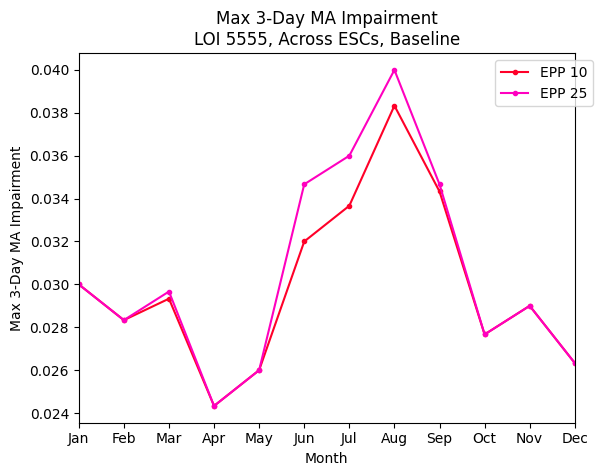 Max 3-Day MA Impairment
LOI 5555, Across ESCs, Baseline
EPP 10
EPP 25
Max 3-Day MA Impairment
0.040
0.038
0.036
0.034
0.032
0.030
0.028
0.026
0.024
Jan Feb Mar Apr May Jun Jul Aug Sep Oct Nov Dec
Month